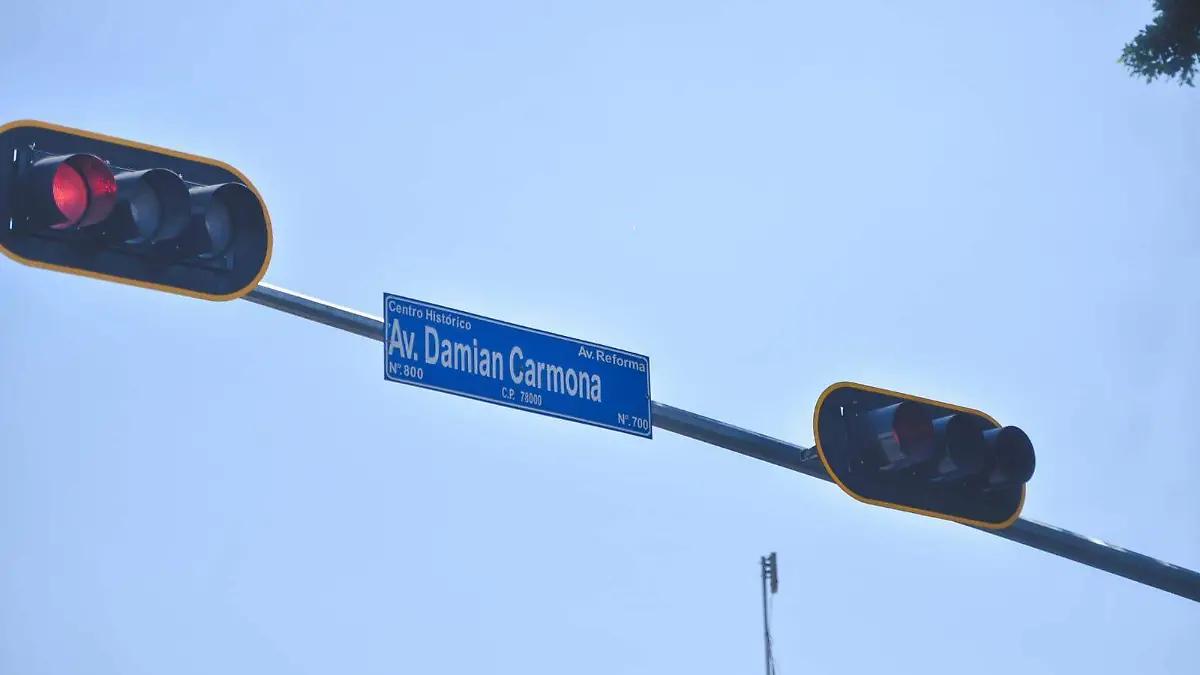 Centro Histórico
Av. Reforma
Av. Damian Carmona
Nº.800
C.P. 78000
Nº.700